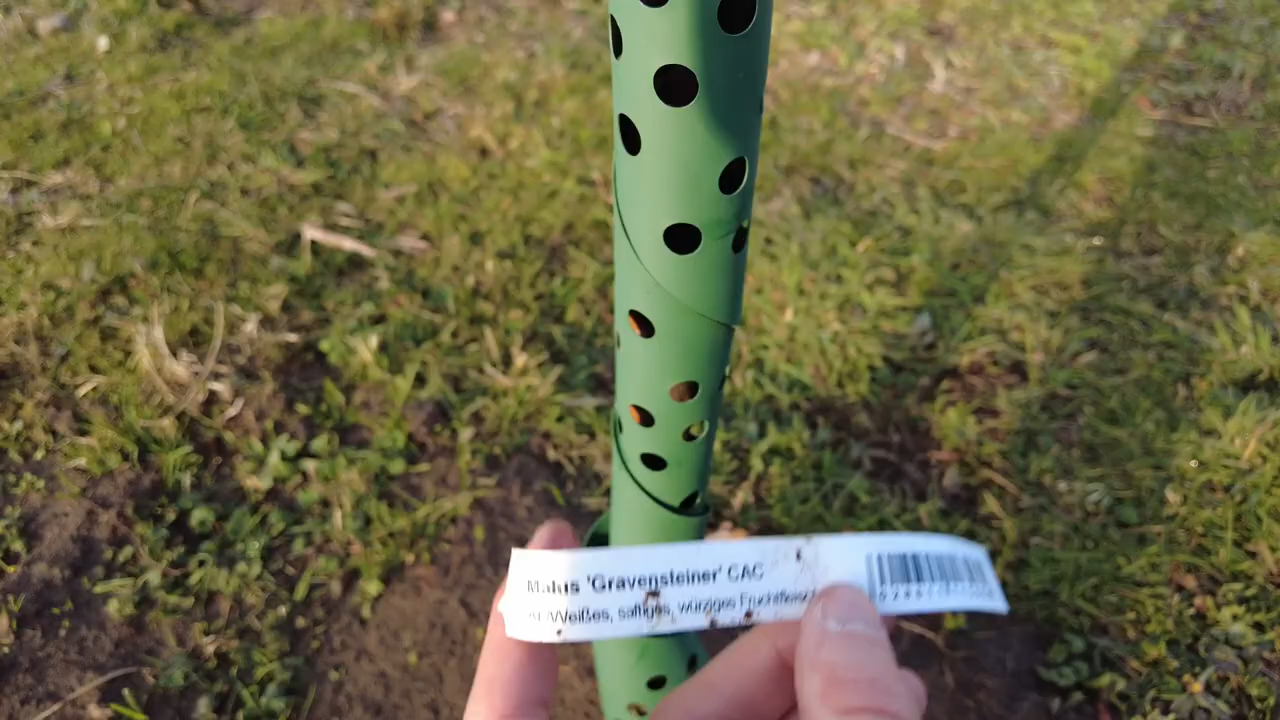 Malus 'Gravensteiner' CAC
Weißes, saftiges, würziges Fruchtfleisch